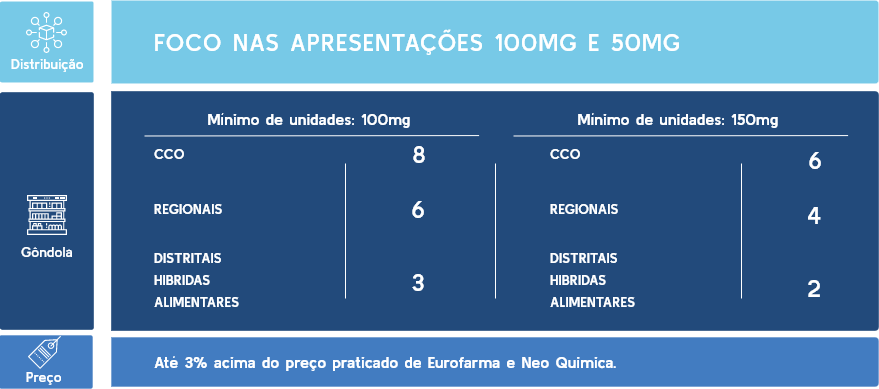 Distribuição
FOCO NAS APRESENTAÇÕES 100MG E 50MG
Gôndola
Mínimo de unidades: 100mg
CCO 8
REGIONAIS 6
DISTRITAIS
HIBRIDAS 3
ALIMENTARES
Mínimo de unidades: 150mg
CCO 6
REGIONAIS 4
DISTRITAIS
HIBRIDAS 2
ALIMENTARES
Preço
Até 3% acima do preço praticado de Eurofarma e Neo Química.